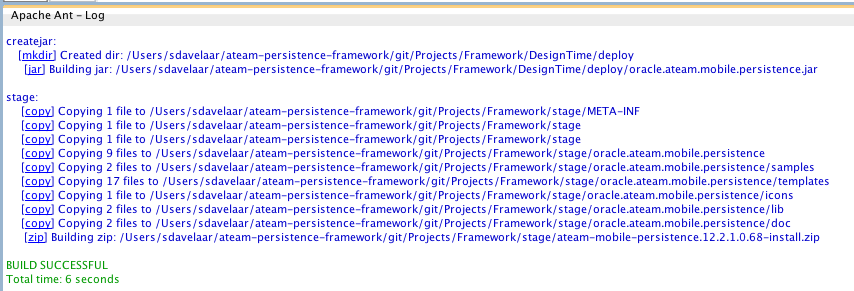 Apache Ant - Log
createjar:
[mkdir] Created dir: /Users/sdavelaar/ateam-persistence-framework/git/Projects/Framework/DesignTime/deploy
[jar] Building jar: /Users/sdavelaar/ateam-persistence-framework/git/Projects/Framework/DesignTime/deploy/oracle.ateam.mobile.persistence.jar
stage:
[copy] Copying 1 file to /Users/sdavelaar/ateam-persistence-framework/git/Projects/Framework/stage/META-INF
[copy] Copying 1 file to /Users/sdavelaar/ateam-persistence-framework/git/Projects/Framework/stage
[copy] Copying 1 file to /Users/sdavelaar/ateam-persistence-framework/git/Projects/Framework/stage
[copy] Copying 9 files to /Users/sdavelaar/ateam-persistence-framework/git/Projects/Framework/stage/oracle.ateam.mobile.persistence
[copy] Copying 2 files to /Users/sdavelaar/ateam-persistence-framework/git/Projects/Framework/stage/oracle.ateam.mobile.persistence/samples
[copy] Copying 17 files to /Users/sdavelaar/ateam-persistence-framework/git/Projects/Framework/stage/oracle.ateam.mobile.persistence/templates
[copy] Copying 1 file to /Users/sdavelaar/ateam-persistence-framework/git/Projects/Framework/stage/oracle.ateam.mobile.persistence/icons
[copy] Copying 2 files to /Users/sdavelaar/ateam-persistence-framework/git/Projects/Framework/stage/oracle.ateam.mobile.persistence/lib
[copy] Copying 2 files to /Users/sdavelaar/ateam-persistence-framework/git/Projects/Framework/stage/oracle.ateam.mobile.persistence/doc
[zip] Building zip: /Users/sdavelaar/ateam-persistence-framework/git/Projects/Framework/stage/ateam-mobile-persistence.12.2.1.0.68-install.zip
BUILD SUCCESSFUL
Total time: 6 seconds